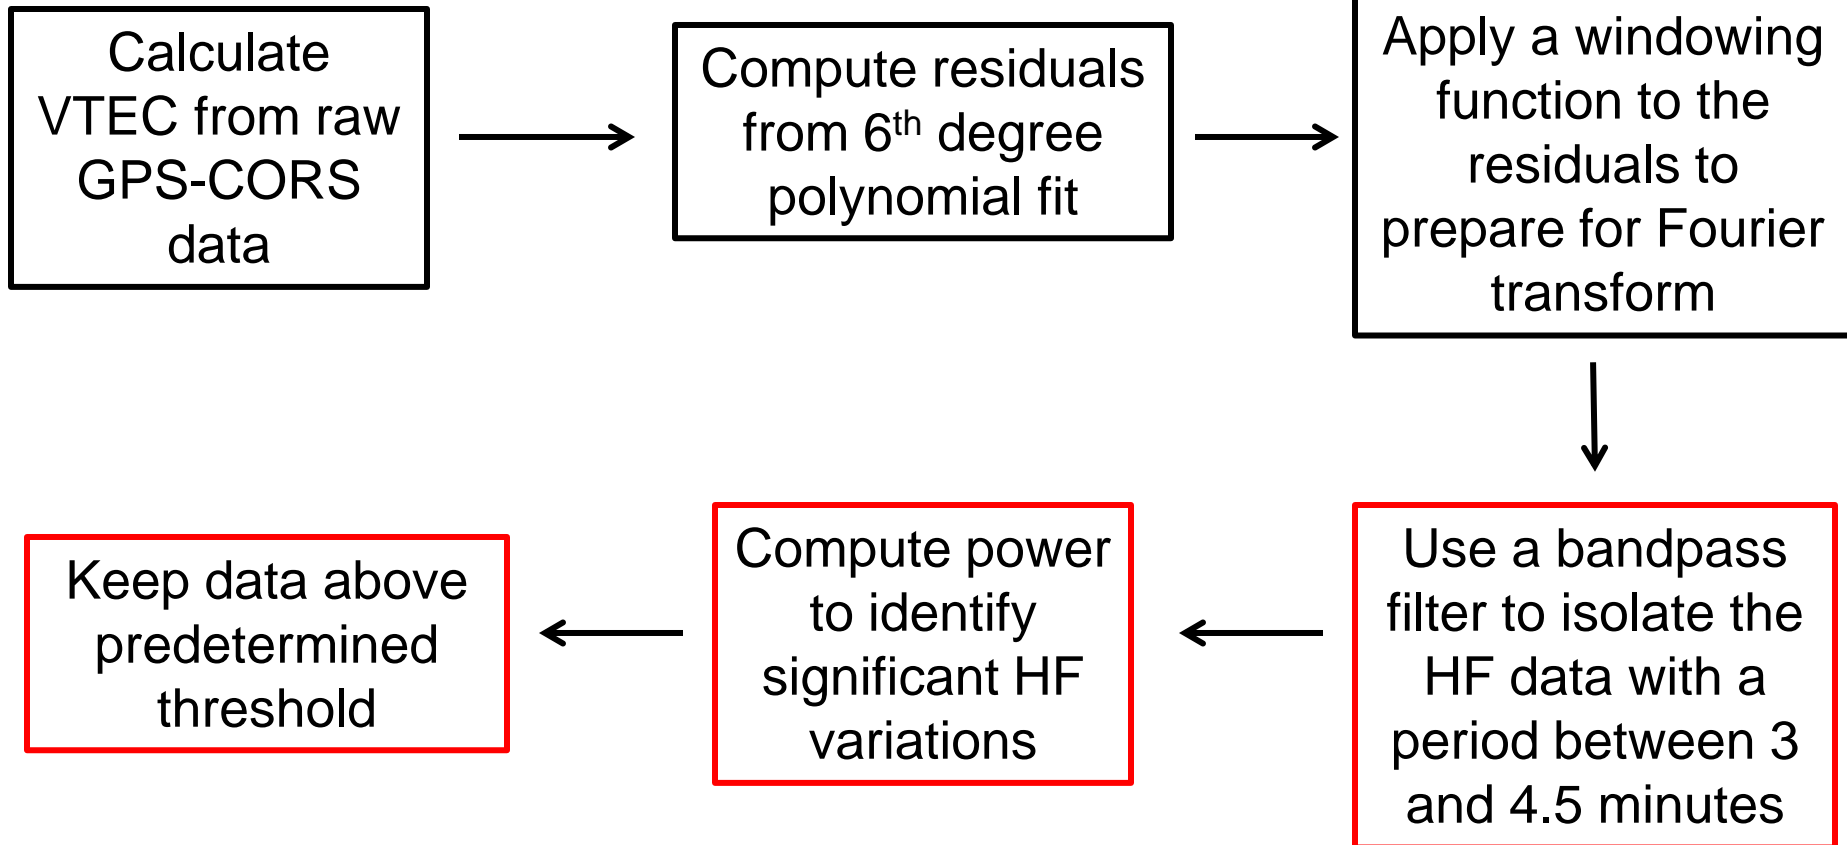 Calculate
VTEC from raw
GPS-CORS
data
Compute residuals
from 6th degree
polynomial fit
Apply a windowing
function to the
residuals to
prepare for Fourier
transform
Use a bandpass
filter to isolate the
HF data with a
period between 3
and 4.5 minutes
Compute power
to identify
significant HF
variations
Keep data above
predetermined
threshold